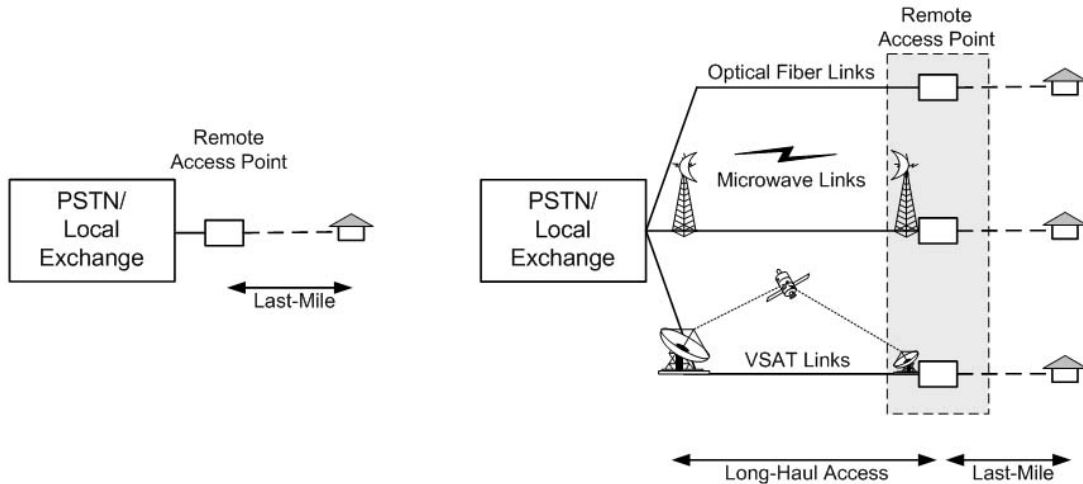 Remote
Access Point
PSTN/
Local
Exchange
Last-Mile
Remote
Access Point
Optical Fiber Links
Microwave Links
PSTN/
Local
Exchange
VSAT Links
Long-Haul Access
Last-Mile